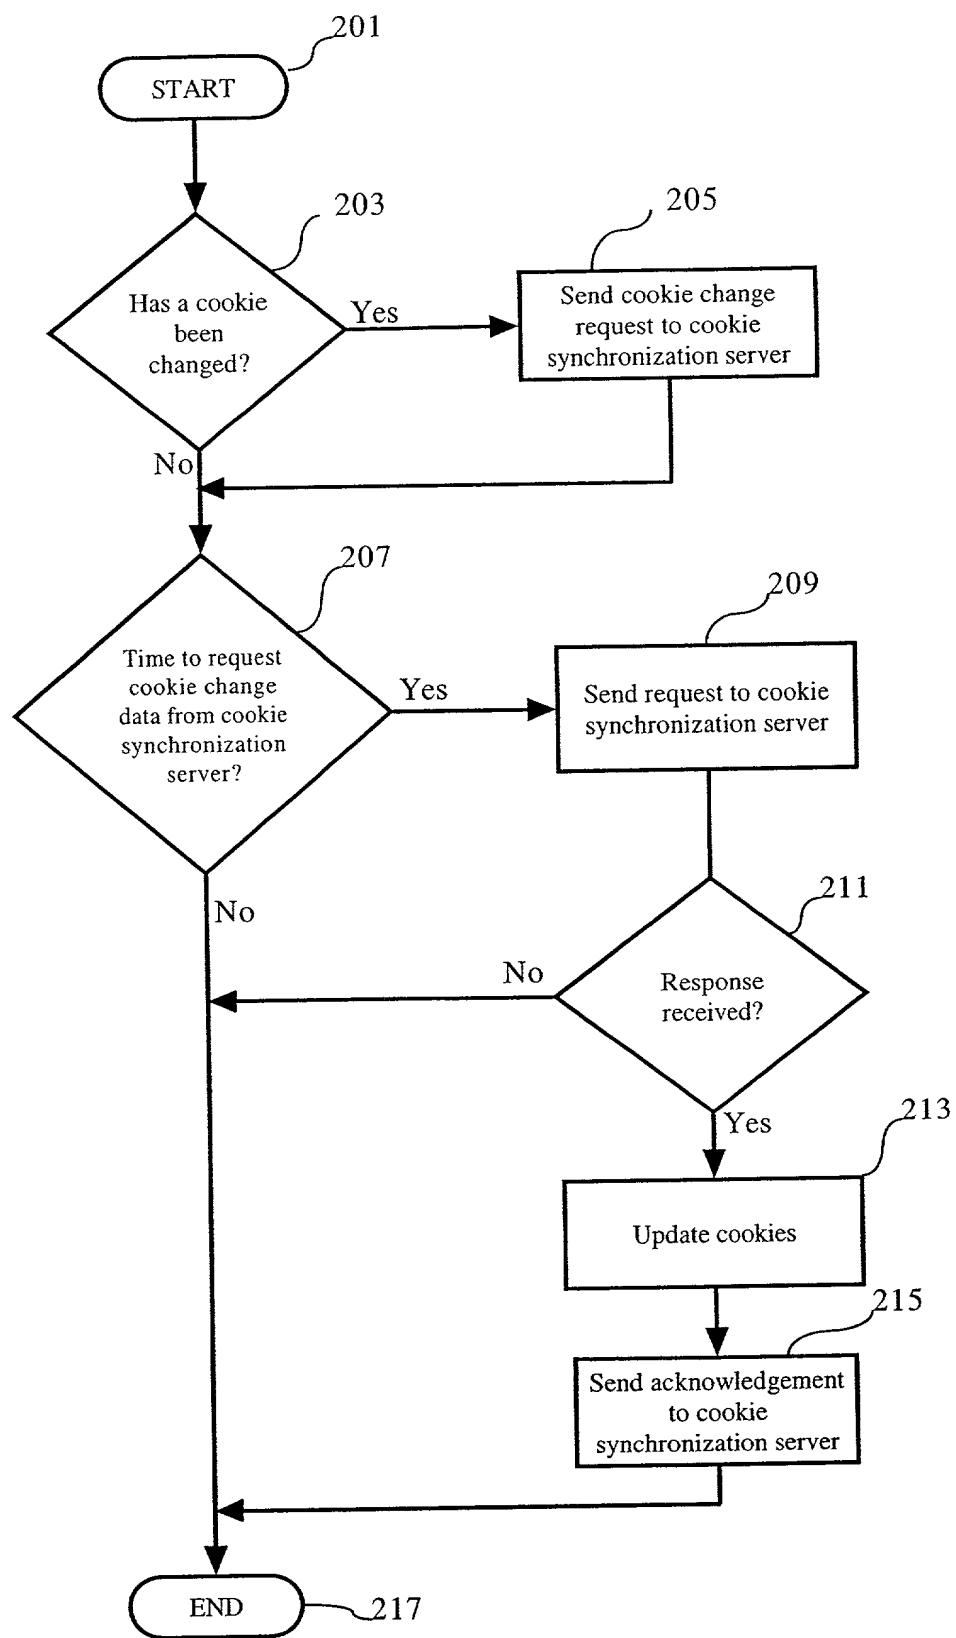 201
START
203
Has a cookie
been
changed?
Yes
205
Send cookie change
request to cookie
synchronization server
No
207
Time to request
cookie change
data from cookie
synchronization
server?
Yes
209
Send request to cookie
synchronization server
No
211
Response
received?
No
Yes
213
Update cookies
215
Send acknowledgement
to cookie
synchronization server
END
217